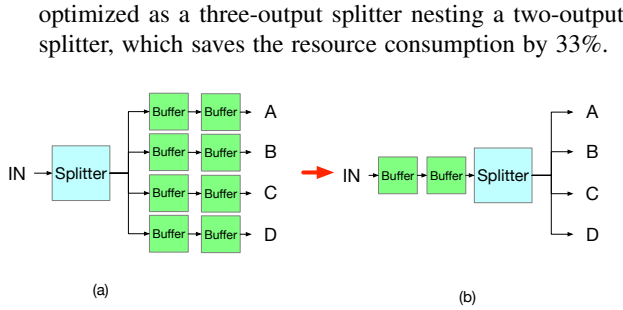 optimized as a three-output splitter nesting a two-output
splitter, which saves the resource consumption by 33%.
Buffer Buffer A
Buffer Buffer B
IN Splitter
Buffer Buffer C
Buffer Buffer D
(a)
A
B
IN Buffer Buffer Splitter
C
D
(b)